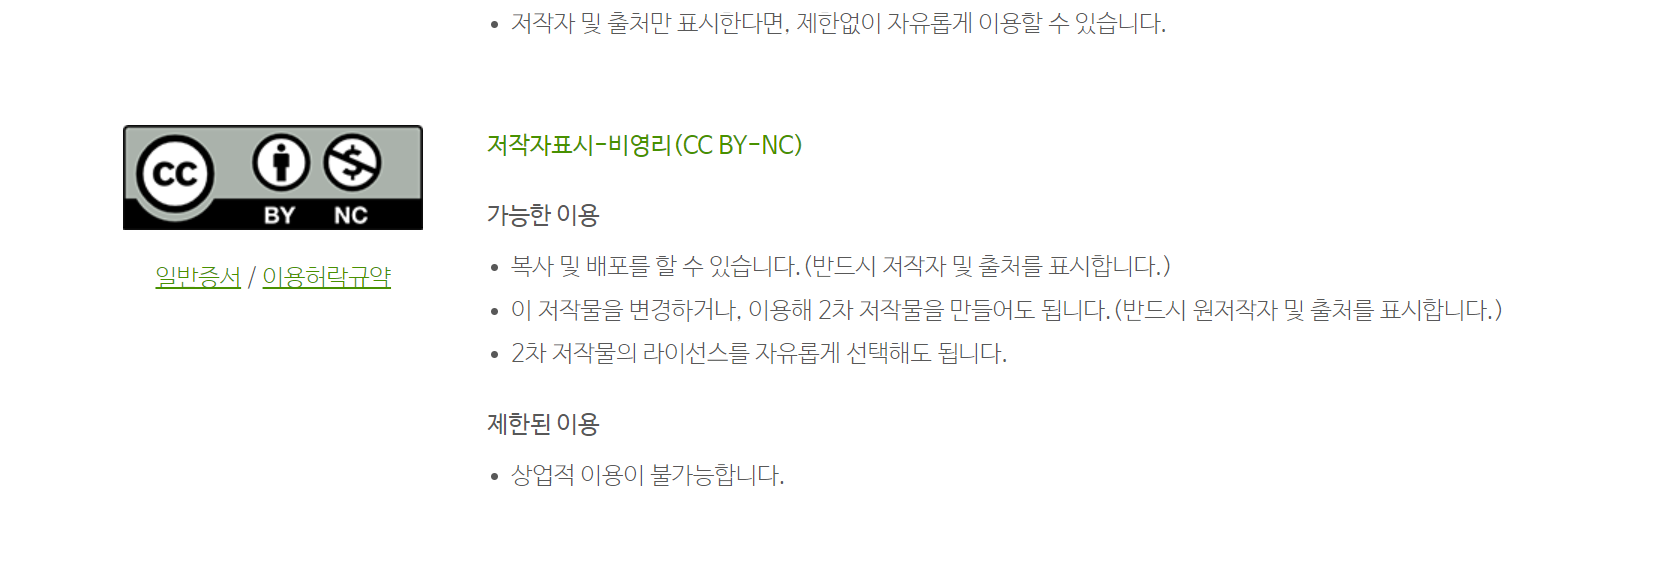 • 저작자 및 출처만 표시한다면, 제한없이 자유롭게 이용할 수 있습니다.
cc
BY NC
일반증서 / 이용허락규약
저작자표시-비영리(CC BY-NC)
가능한 이용
• 복사 및 배포를 할 수 있습니다.(반드시 저작자 및 출처를 표시합니다.)
• 이 저작물을 변경하거나, 이용해 2차 저작물을 만들어도 됩니다.(반드시 원저작자 및 출처를 표시합니다.)
• 2차 저작물의 라이선스를 자유롭게 선택해도 됩니다.
제한된 이용
• 상업적 이용이 불가능합니다.